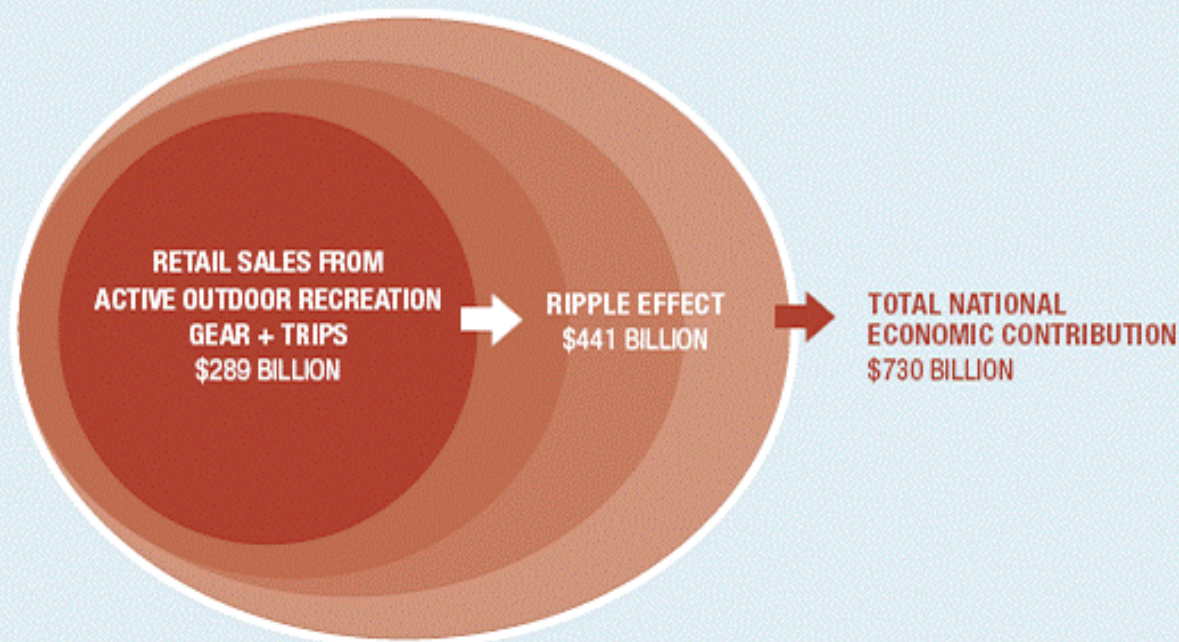 RETAIL SALES FROM
ACTIVE OUTDOOR RECREATION
GEAR + TRIPS
$289 BILLION
RIPPLE EFFECT
$441 BILLION
TOTAL NATIONAL
ECONOMIC CONTRIBUTION
$730 BILLION